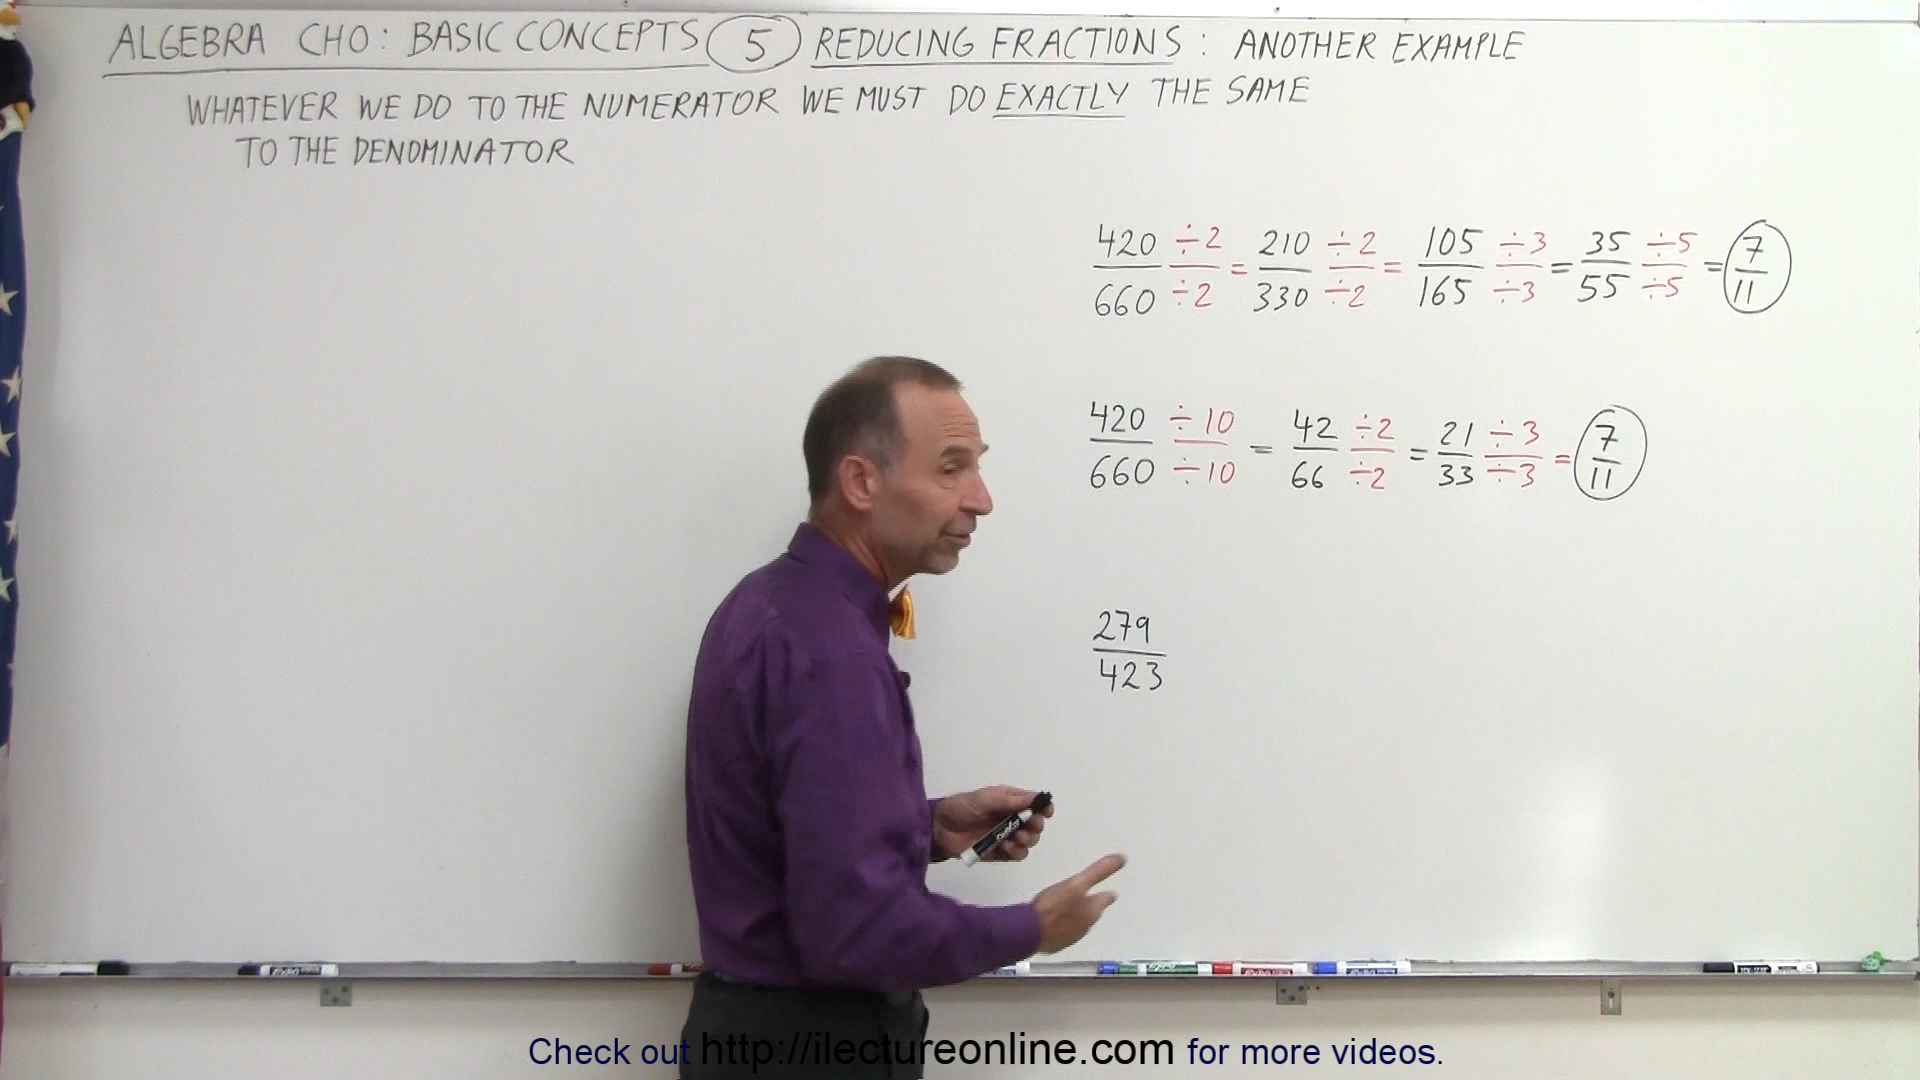 ALGEBRA CHO: BASIC CONCEPTS 5 REDUCING FRACTIONS: ANOTHER EXAMPLE
WHATEVER WE DO TO THE NUMERATOR WE MUST DO EXACTLY THE SAME
TO THE DENOMINATOR
420 ÷2 210 ÷2 105 ÷3 35 ÷5 7
= = = =
660 ÷2 330 ÷2 165 ÷3 55 ÷5 11
420 ÷10 42 ÷2 21 ÷3 7
= = =
660 ÷10 66 ÷2 33 ÷3 11
279
423
Check out http://ilectureonline.com for more videos.